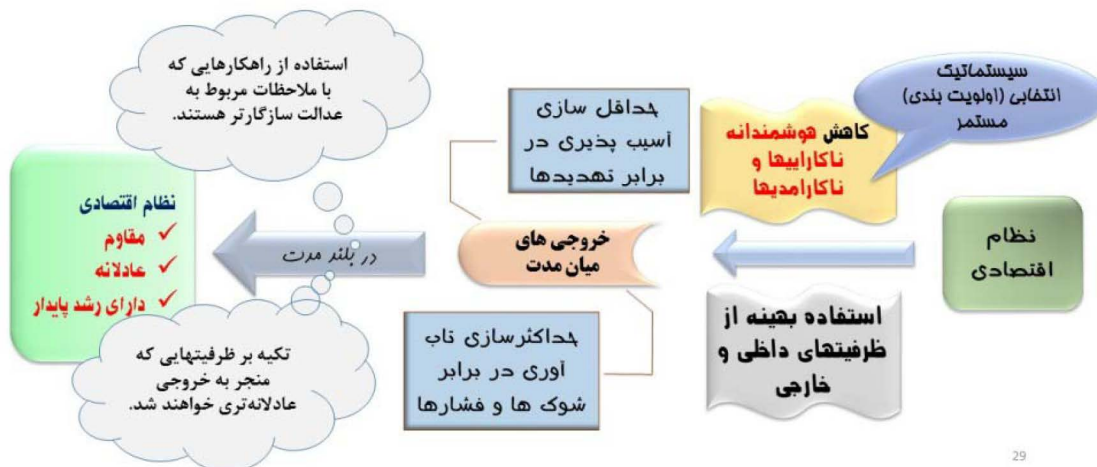 سیستماتیک
انتخابی (اولویت بندی)
مستمر
کاهش هوشمندانه
ناکاراییها و
ناکارامدیها
نظام
اقتصادی
استفاده بهینه از
ظرفیتهای داخلی و
خارجی
حداقل سازی
آسیب پذیری در
برابر تهدیدها
خروجی های
میان مدت
حداکثرسازی تاب
آوری در برابر
شوک ها و فشارها
استفاده از راهکارهایی که
با ملاحظات مربوط به
عدالت سازگارتر هستند.
در بلند مدت
تکیه بر ظرفیتهایی که
منجر به خروجی
عادلانه‌تری خواهند شد.
نظام اقتصادی
✓ مقاوم
✓ عادلانه
✓ دارای رشد پایدار
29